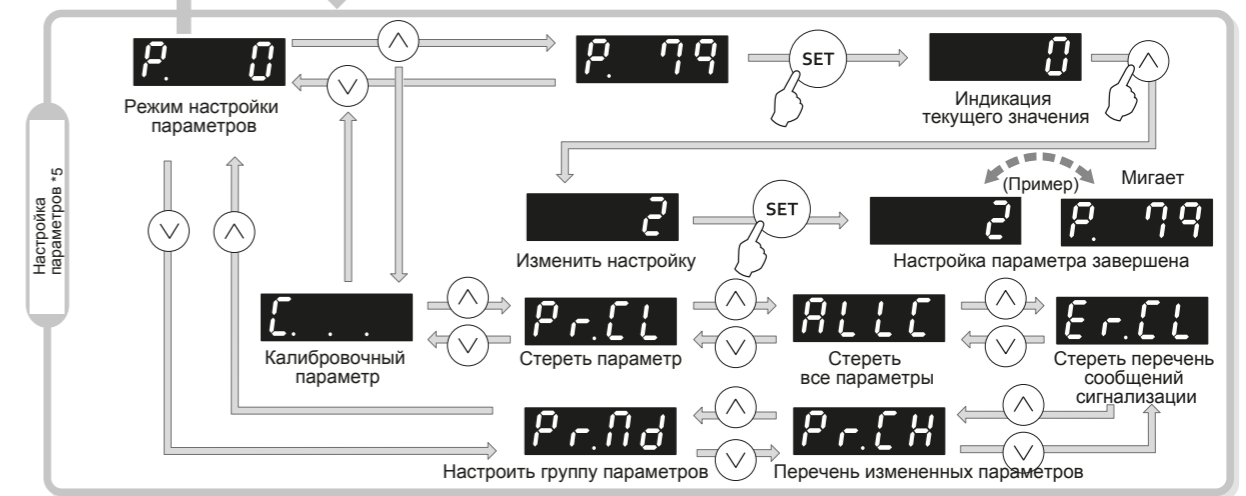 P. 0
P. 79
SET
0
Режим настройки
параметров
Индикация
текущего значения
Настройка
параметров *5
(Пример)
Мигает
2
SET
2
P. 79
Изменить настройку
Настройка параметра завершена
C. . .
Pr.CL
ALLC
Er.CL
Калибровочный
параметр
Стереть параметр
Стереть
все параметры
Стереть перечень
сообщений
сигнализации
Pr.Md
Pr.CH
Настроить группу параметров
Перечень измененных параметров